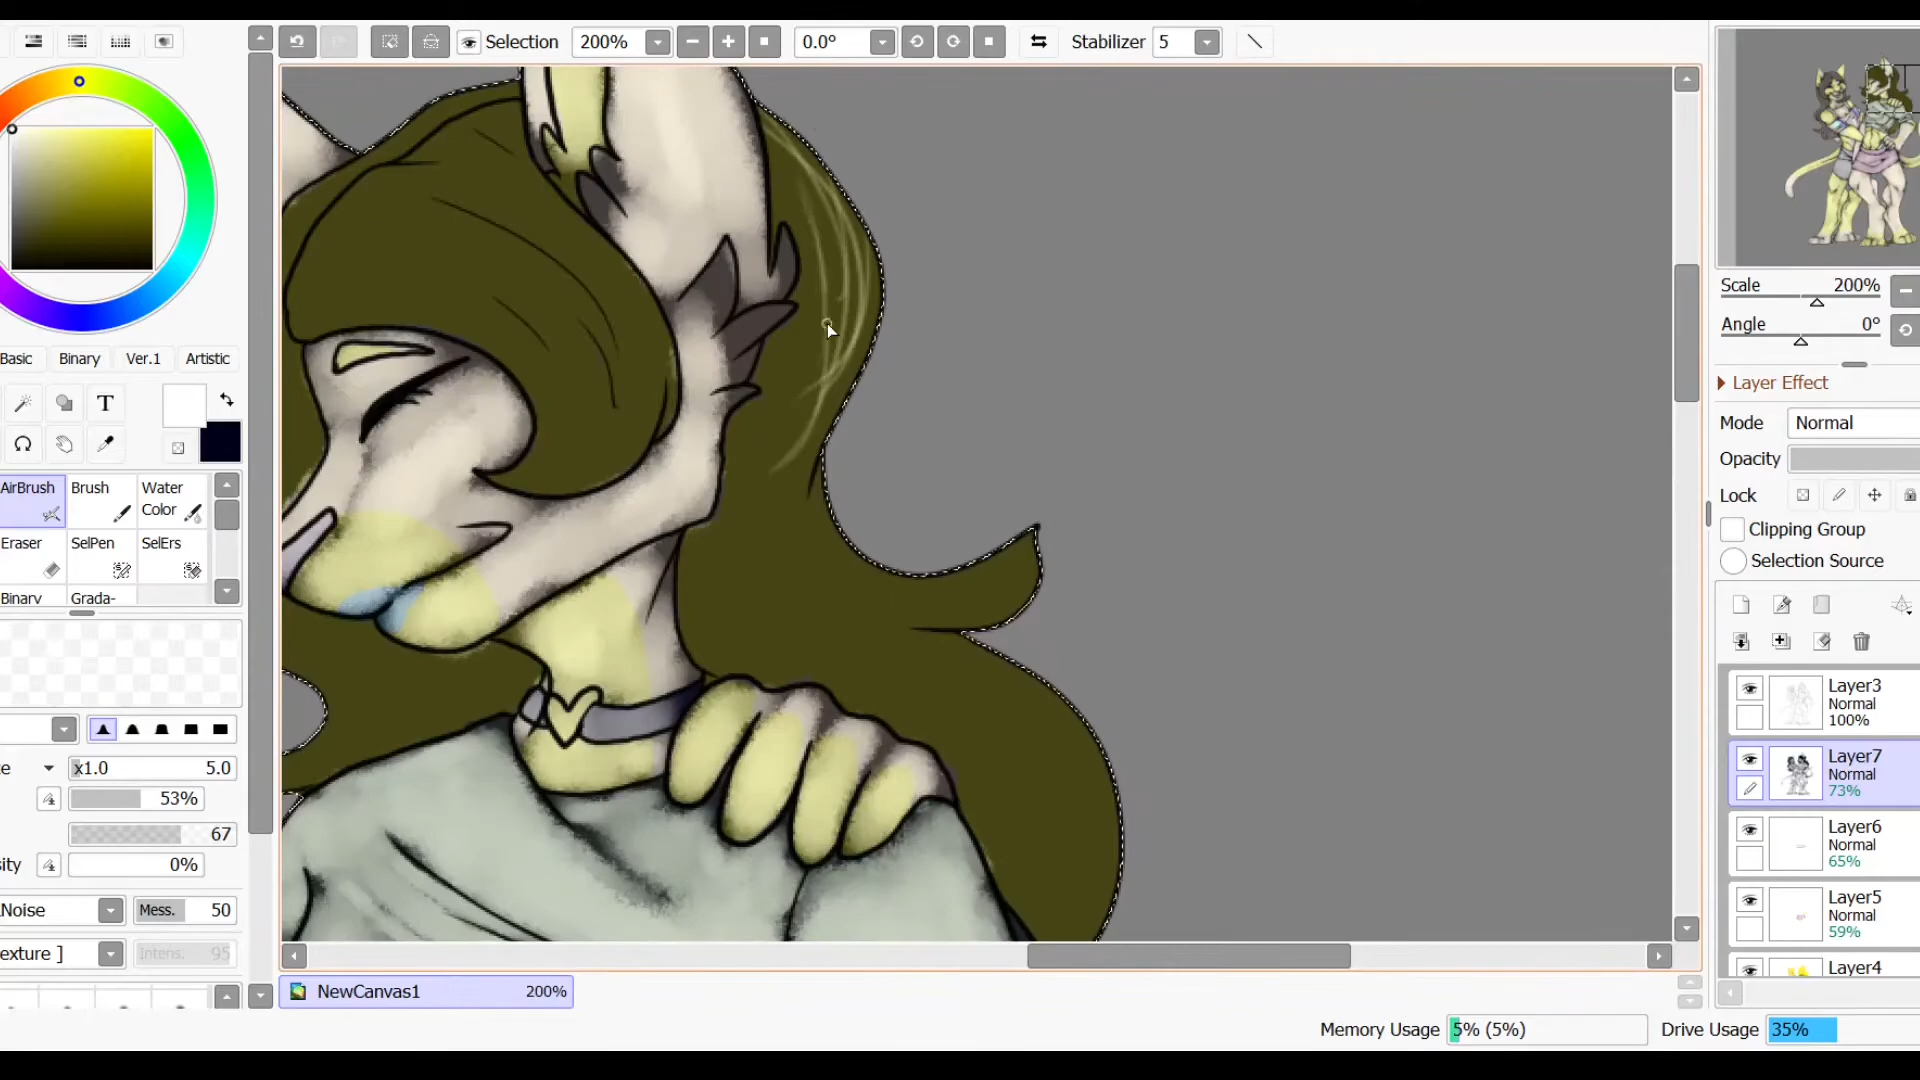 Selection 200% 0.0° Stabilizer 5
Scale 200%
Angle 0°
Layer Effect
Mode Normal
Opacity
Lock
Clipping Group
Selection Source
Basic Binary Ver.1 Artistic
T
AirBrush Brush Water Color
Eraser SelPen SelErs
Binary Grada-
x1.0 5.0
53%
67
0%
Noise Mess. 50
exture ] Intens. 95
Layer3
Normal
100%
Layer7
Normal
73%
Layer6
Normal
65%
Layer5
Normal
59%
Layer4
NewCanvas1 200%
Memory Usage 5% (5%) Drive Usage 35%